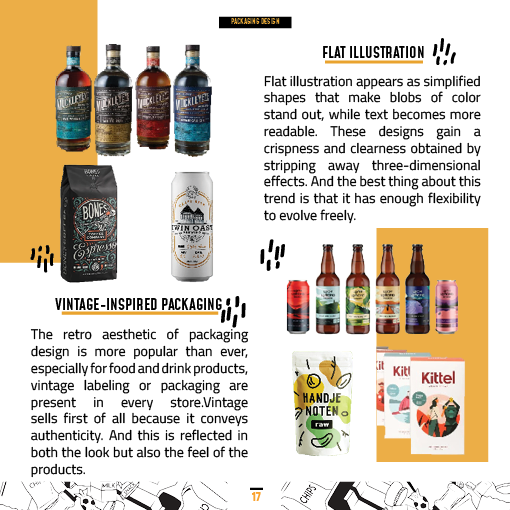 PACKAGING DESIGN
FLAT ILLUSTRATION
Flat illustration appears as simplified
shapes that make blobs of color
stand out, while text becomes more
readable. These designs gain a
crispness and clearness obtained by
stripping away three-dimensional
effects. And the best thing about this
trend is that it has enough flexibility
to evolve freely.
BONES
Espresso
TWIN OAST
VINTAGE-INSPIRED PACKAGING
The retro aesthetic of packaging
design is more popular than ever,
especially for food and drink products,
vintage labeling or packaging are
present in every store.Vintage
sells first of all because it conveys
authenticity. And this is reflected in
both the look but also the feel of the
products.
HANDJE
NOTEN
raw
Kittel
17
CHIPS
MILK
CHIPS